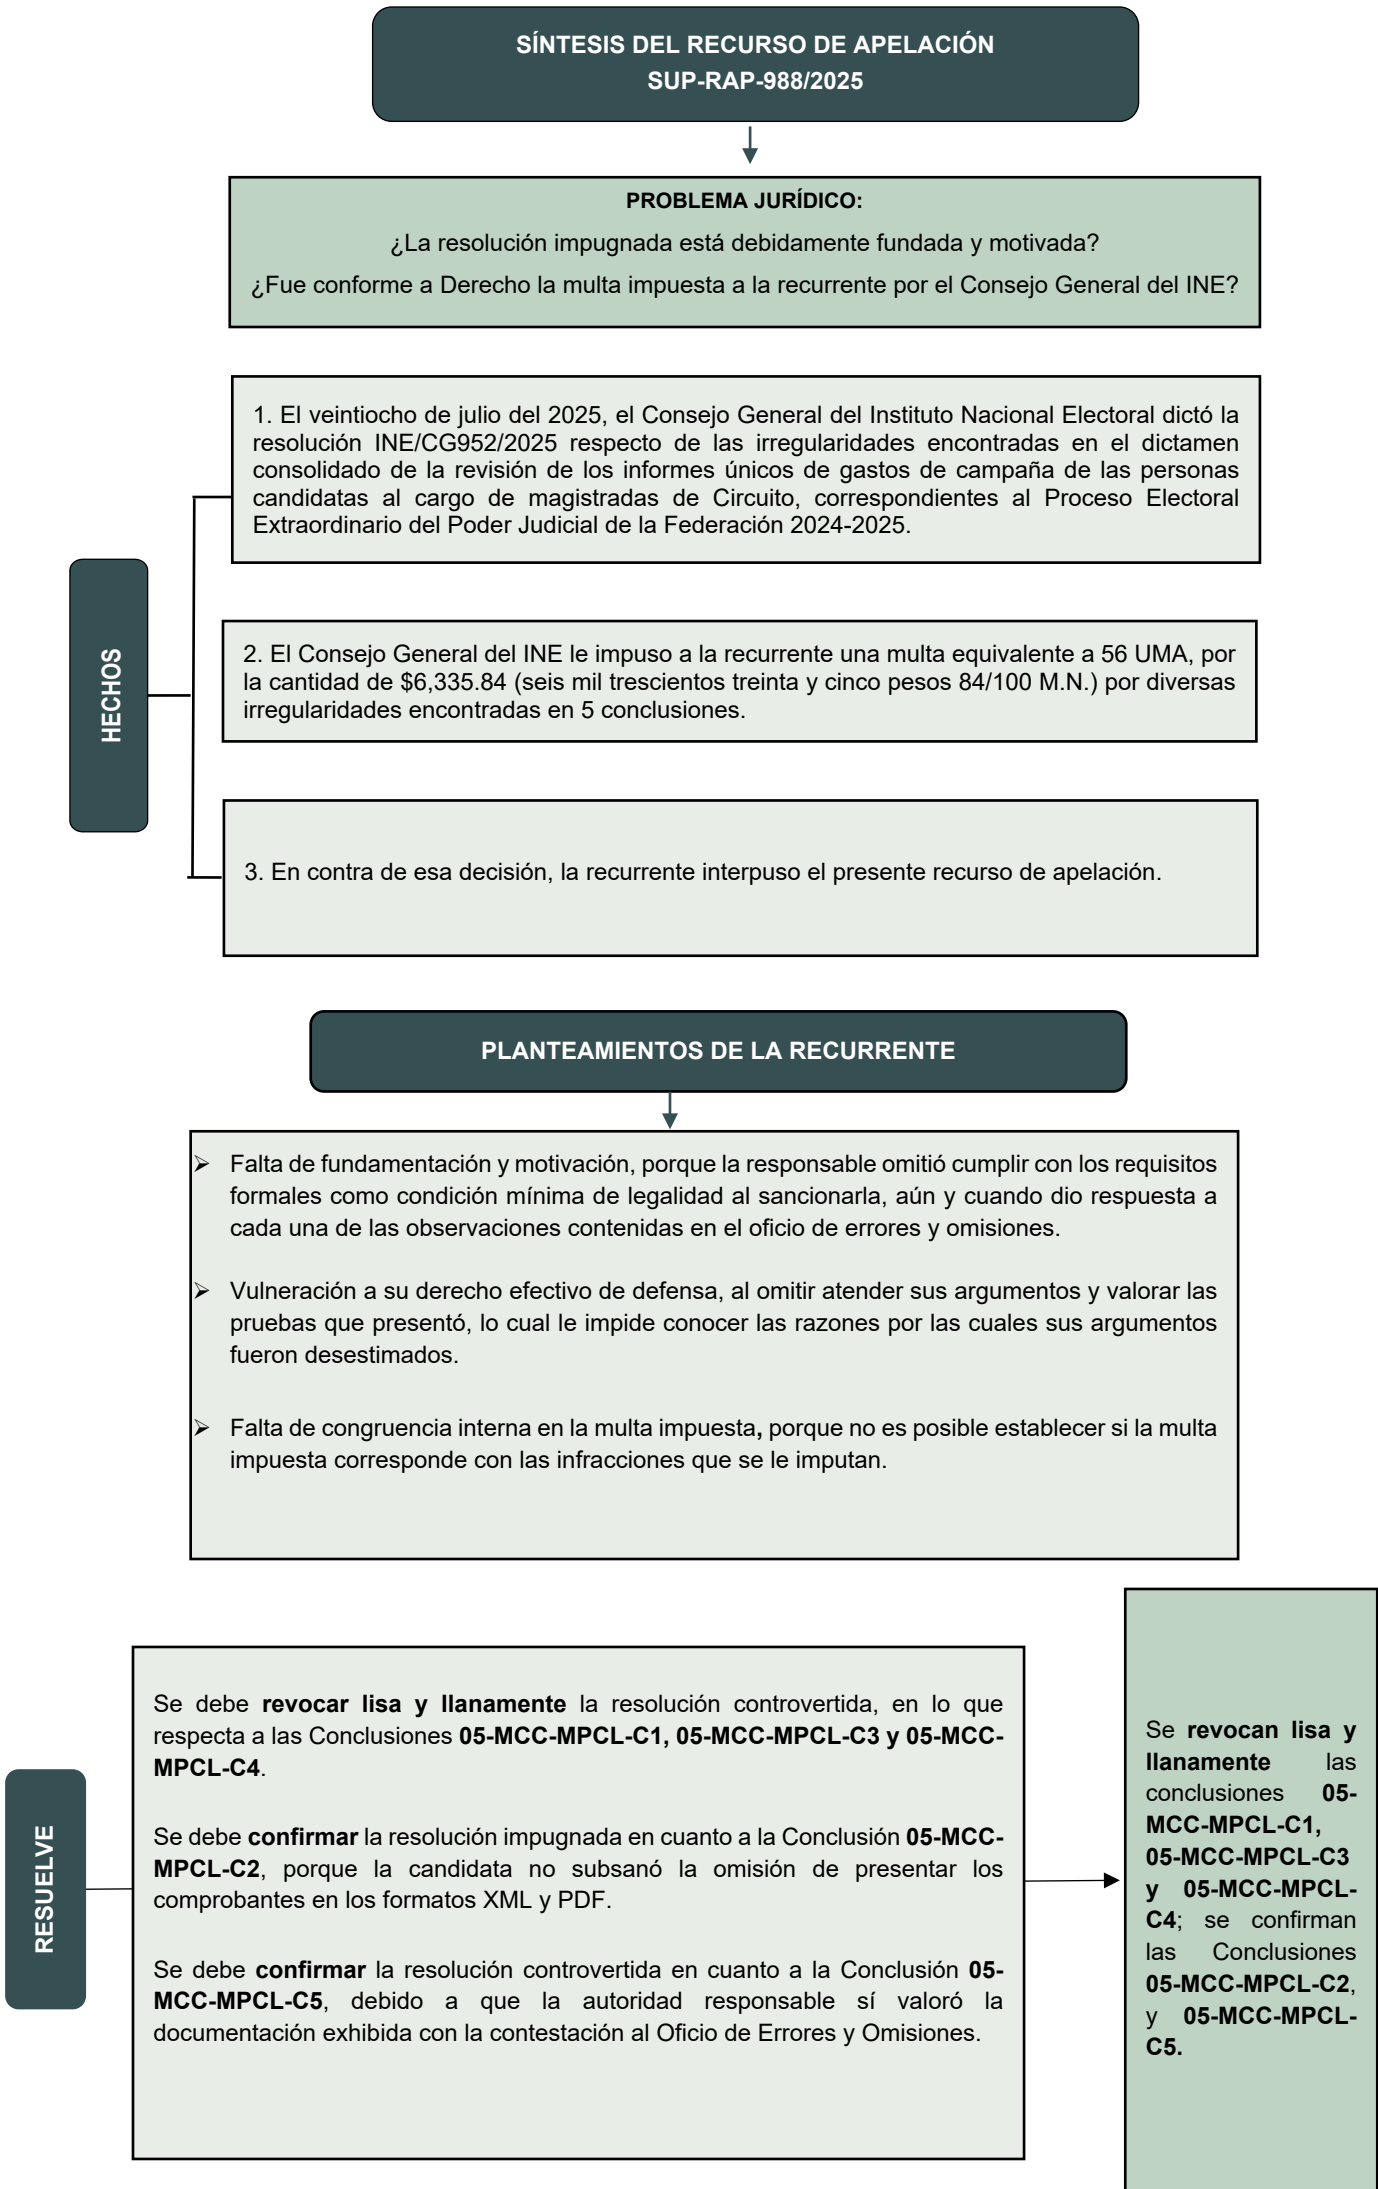 SÍNTESIS DEL RECURSO DE APELACIÓN
SUP-RAP-988/2025
PROBLEMA JURÍDICO:
¿La resolución impugnada está debidamente fundada y motivada?
¿Fue conforme a Derecho la multa impuesta a la recurrente por el Consejo General del INE?
HECHOS
1. El veintiocho de julio del 2025, el Consejo General del Instituto Nacional Electoral dictó la
resolución INE/CG952/2025 respecto de las irregularidades encontradas en el dictamen
consolidado de la revisión de los informes únicos de gastos de campaña de las personas
candidatas al cargo de magistradas de Circuito, correspondientes al Proceso Electoral
Extraordinario del Poder Judicial de la Federación 2024-2025.
2. El Consejo General del INE le impuso a la recurrente una multa equivalente a 56 UMA, por
la cantidad de $6,335.84 (seis mil trescientos treinta y cinco pesos 84/100 M.N.) por diversas
irregularidades encontradas en 5 conclusiones.
3. En contra de esa decisión, la recurrente interpuso el presente recurso de apelación.
PLANTEAMIENTOS DE LA RECURRENTE
➢ Falta de fundamentación y motivación, porque la responsable omitió cumplir con los requisitos
formales como condición mínima de legalidad al sancionarla, aún y cuando dio respuesta a
cada una de las observaciones contenidas en el oficio de errores y omisiones.
➢ Vulneración a su derecho efectivo de defensa, al omitir atender sus argumentos y valorar las
pruebas que presentó, lo cual le impide conocer las razones por las cuales sus argumentos
fueron desestimados.
➢ Falta de congruencia interna en la multa impuesta, porque no es posible establecer si la multa
impuesta corresponde con las infracciones que se le imputan.
RESUELVE
Se debe revocar lisa y llanamente la resolución controvertida, en lo que
respecta a las Conclusiones 05-MCC-MPCL-C1, 05-MCC-MPCL-C3 y 05-MCC-
MPCL-C4.
Se debe confirmar la resolución impugnada en cuanto a la Conclusión 05-MCC-
MPCL-C2, porque la candidata no subsanó la omisión de presentar los
comprobantes en los formatos XML y PDF.
Se debe confirmar la resolución controvertida en cuanto a la Conclusión 05-
MCC-MPCL-C5, debido a que la autoridad responsable sí valoró la
documentación exhibida con la contestación al Oficio de Errores y Omisiones.
Se revocan lisa y
llanamente las
conclusiones 05-
MCC-MPCL-C1,
05-MCC-MPCL-C3
y 05-MCC-MPCL-
C4; se confirman
las Conclusiones
05-MCC-MPCL-C2,
y 05-MCC-MPCL-
C5.